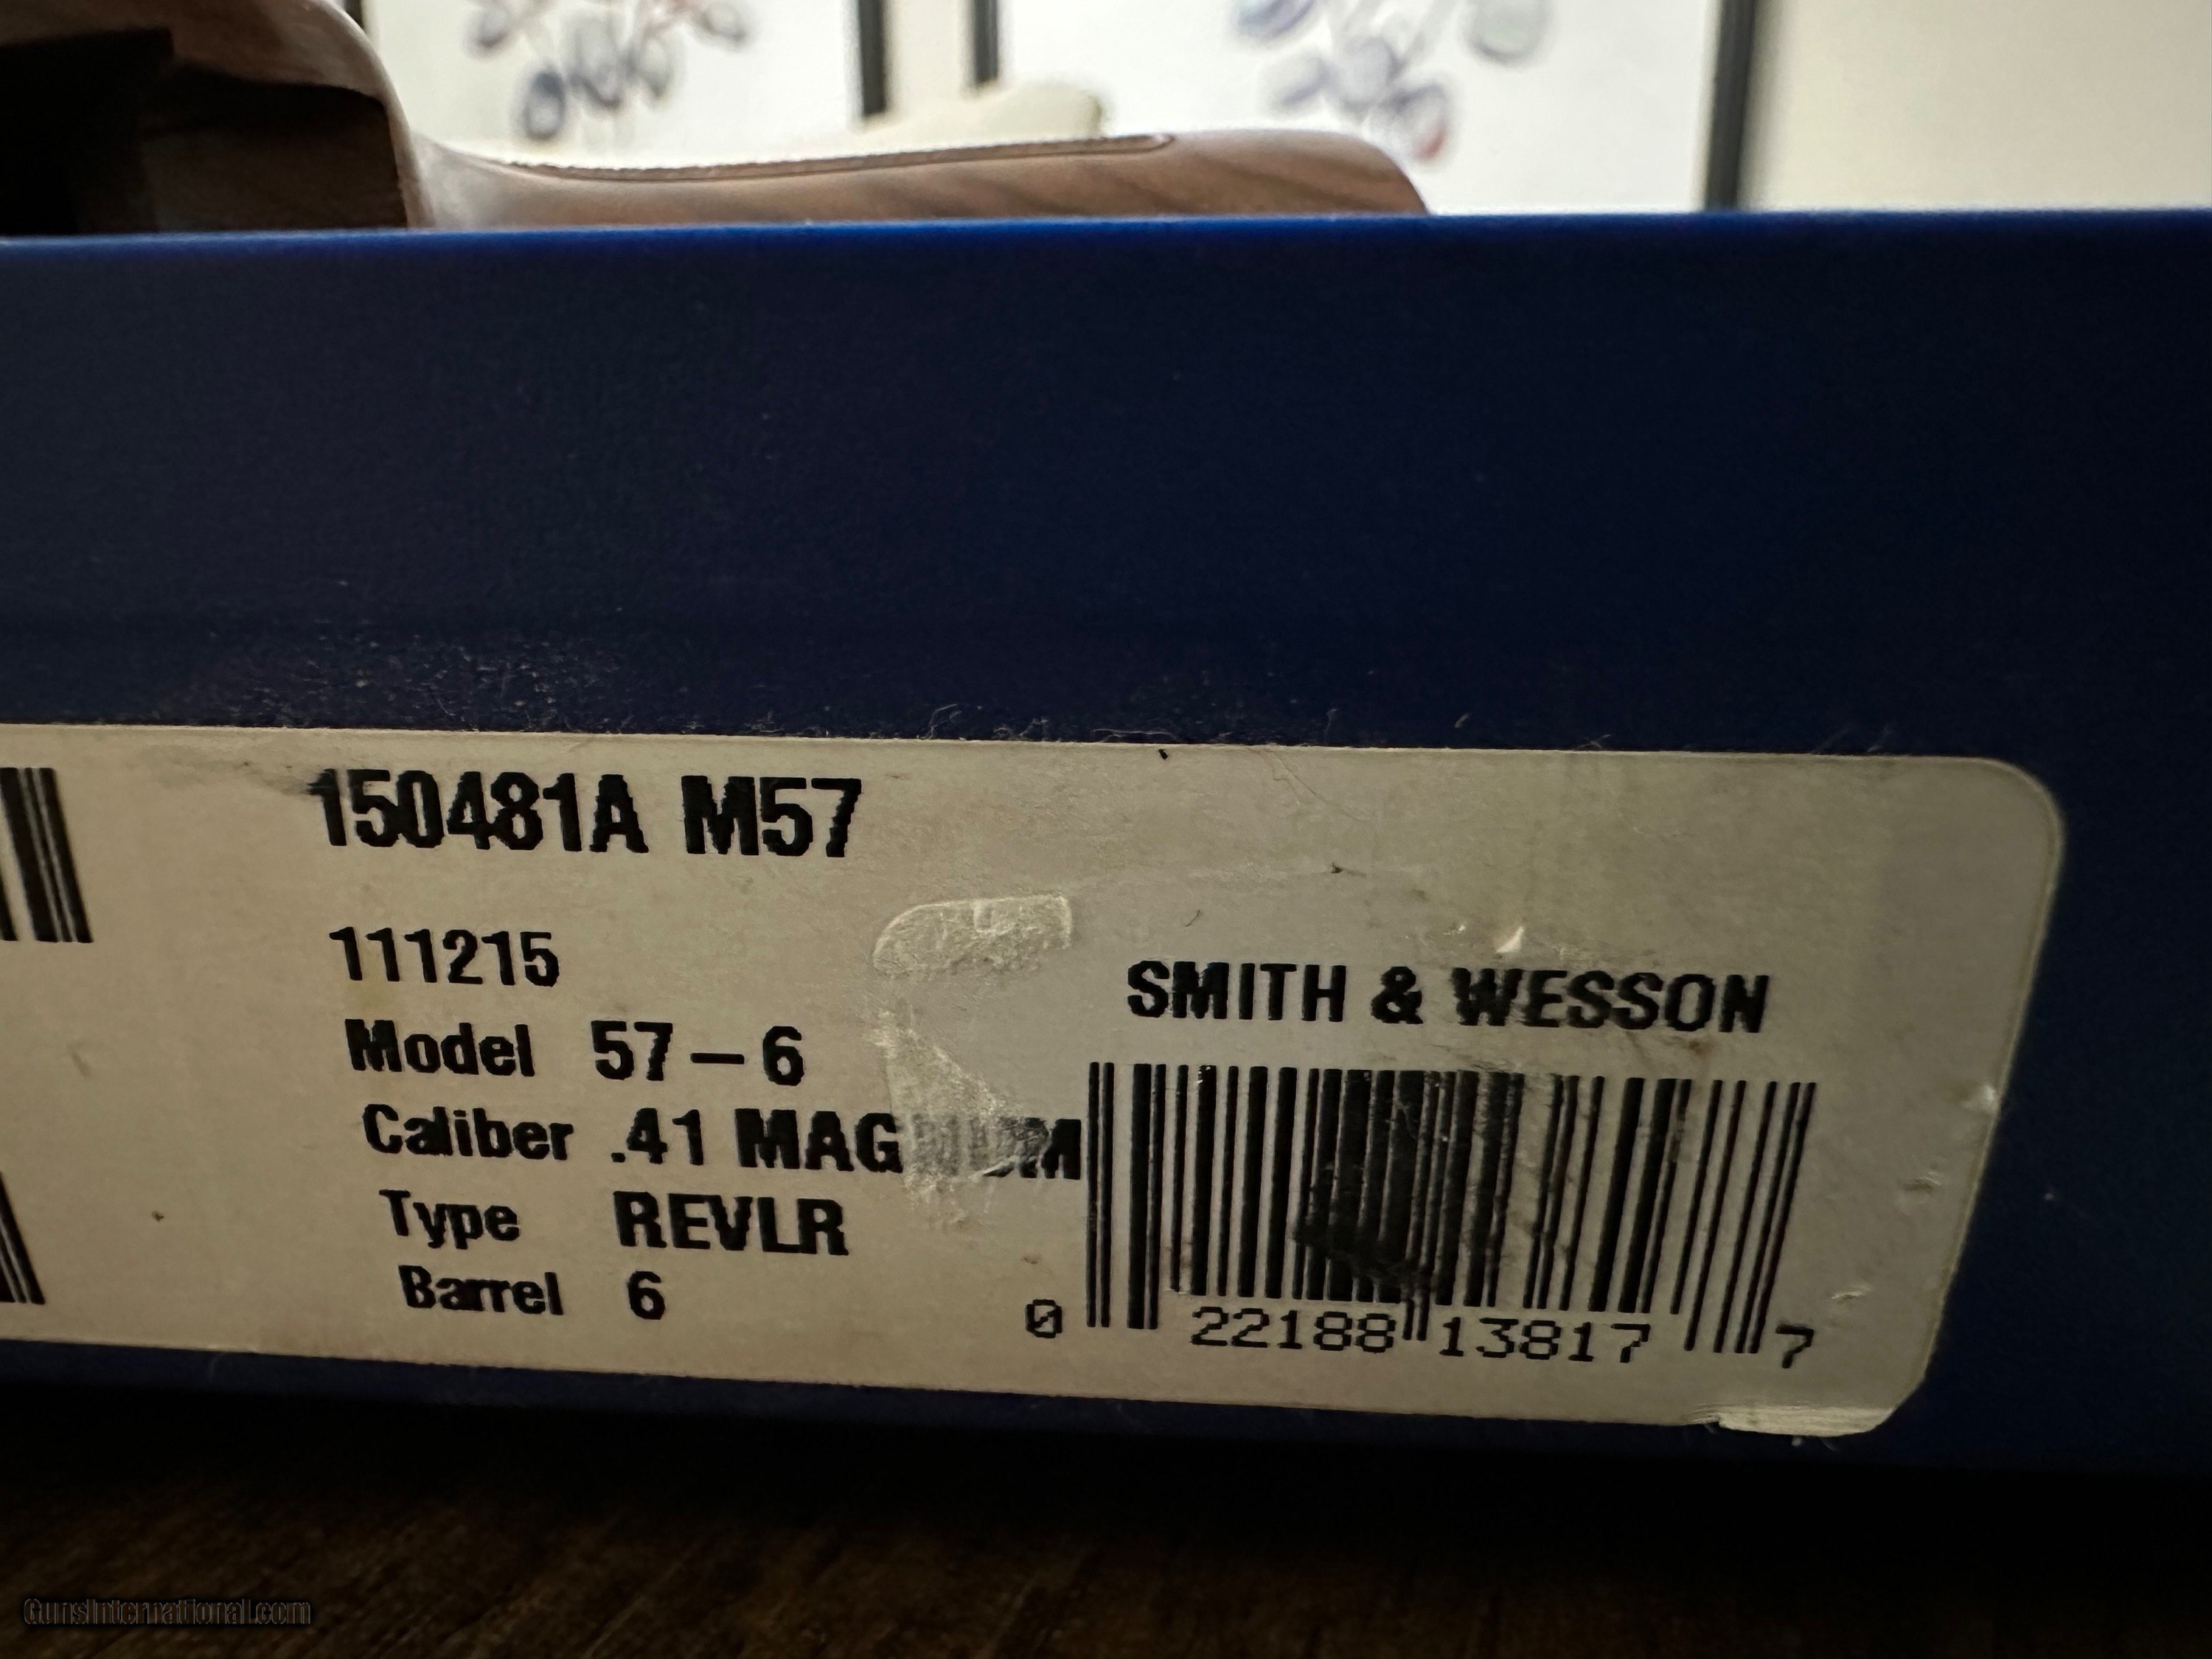 150481A M57
111215
Model 57-6
Caliber .41 MAGNUM
Type REVLR
Barrel 6
SMITH & WESSON
0 22188 13817 7
GunsInternational.com